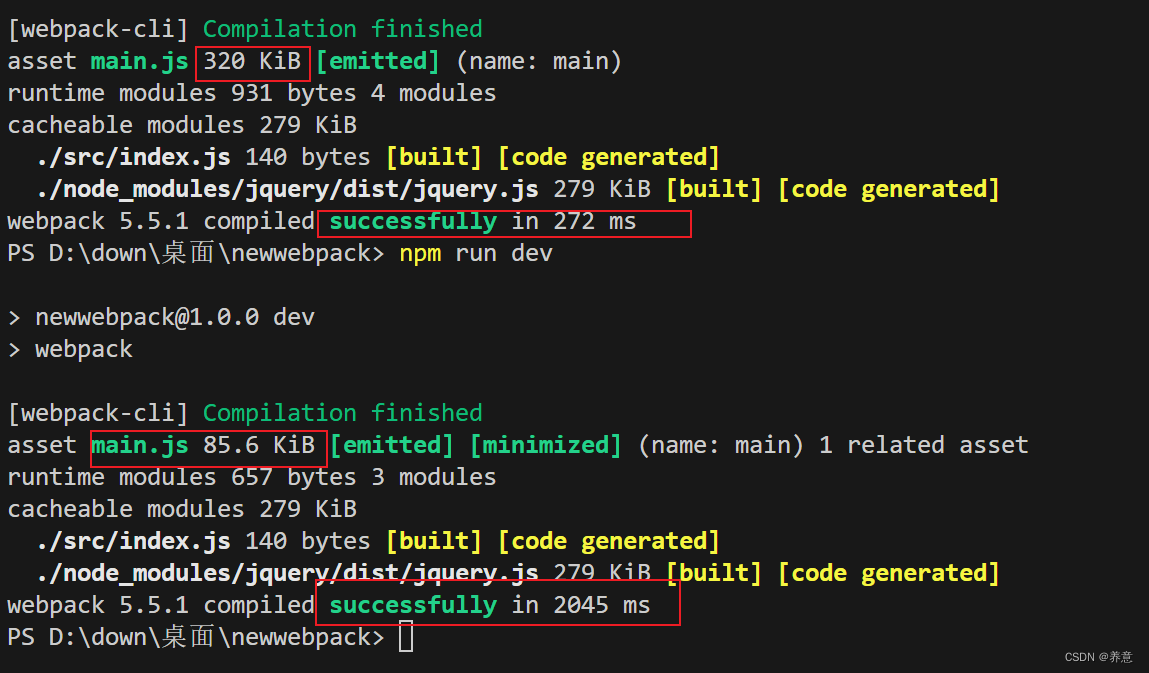 [webpack-cli] Compilation finished
asset main.js 320 KiB [emitted] (name: main)
runtime modules 931 bytes 4 modules
cacheable modules 279 KiB
  ./src/index.js 140 bytes [built] [code generated]
  ./node_modules/jquery/dist/jquery.js 279 KiB [built] [code generated]
webpack 5.5.1 compiled successfully in 272 ms
PS D:\down\桌面\newwebpack> npm run dev
> newwebpack@1.0.0 dev
> webpack
[webpack-cli] Compilation finished
asset main.js 85.6 KiB [emitted] [minimized] (name: main) 1 related asset
runtime modules 657 bytes 3 modules
cacheable modules 279 KiB
  ./src/index.js 140 bytes [built] [code generated]
  ./node_modules/jquery/dist/jquery.js 279 KiB [built] [code generated]
webpack 5.5.1 compiled successfully in 2045 ms
PS D:\down\桌面\newwebpack>
CSDN @养意